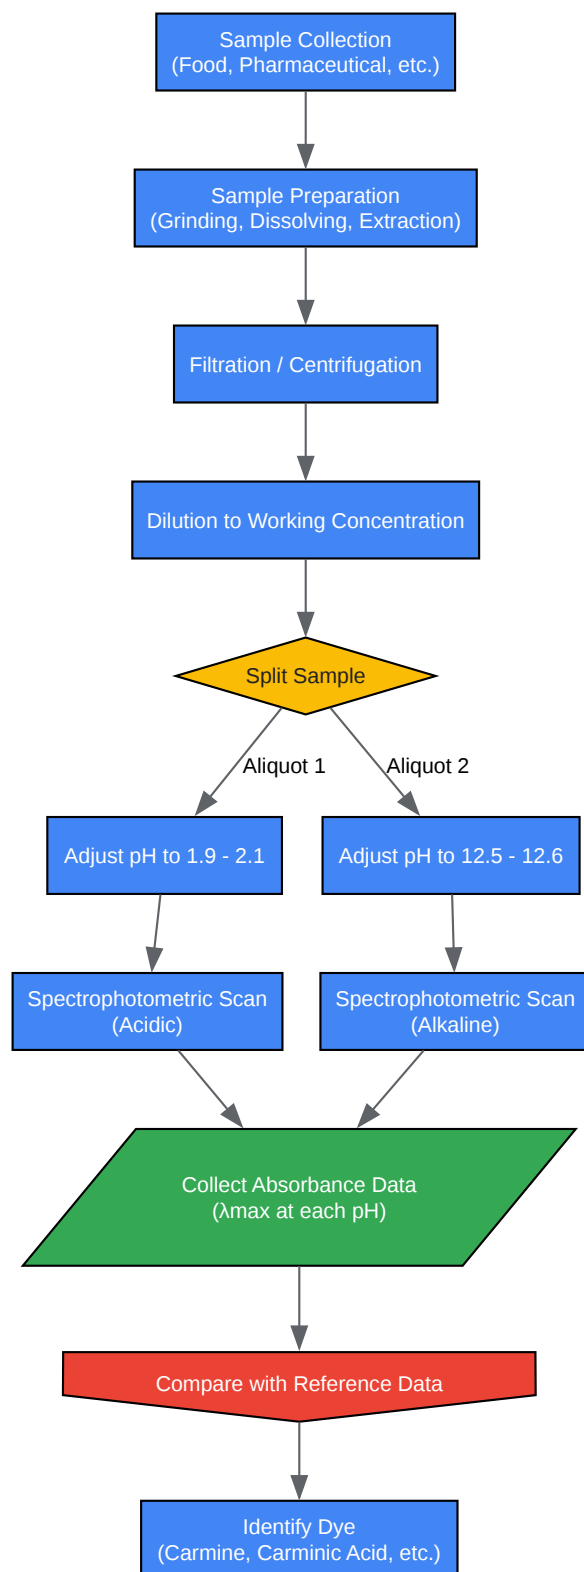 Sample Collection
(Food, Pharmaceutical, etc.)
Sample Preparation
(Grinding, Dissolving, Extraction)
Filtration / Centrifugation
Dilution to Working Concentration
Split Sample
Aliquot 1
Aliquot 2
Adjust pH to 1.9 - 2.1
Adjust pH to 12.5 - 12.6
Spectrophotometric Scan
(Acidic)
Spectrophotometric Scan
(Alkaline)
Collect Absorbance Data
(λmax at each pH)
Compare with Reference Data
Identify Dye
(Carmine, Carminic Acid, etc.)